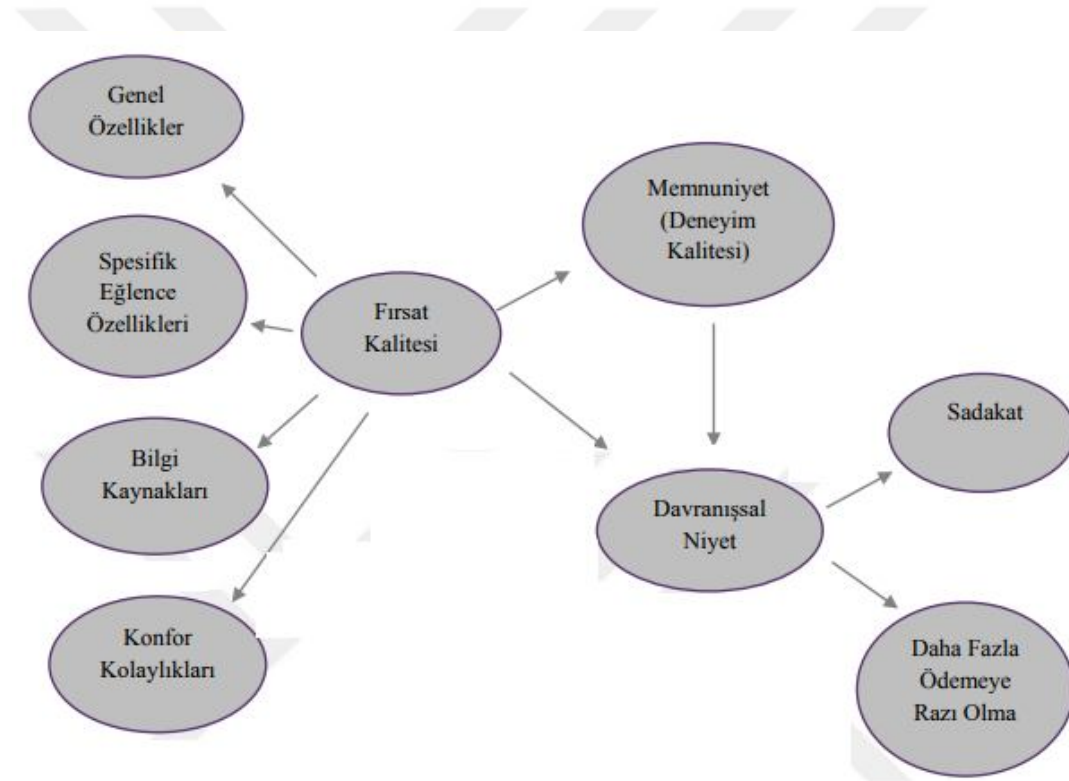 Genel
Özellikler
Spesifik
Eğlence
Özellikleri
Bilgi
Kaynakları
Konfor
Kolaylıkları
Fırsat
Kalitesi
Memnuniyet
(Deneyim
Kalitesi)
Davranışsal
Niyet
Sadakat
Daha Fazla
Ödemeye
Razı Olma